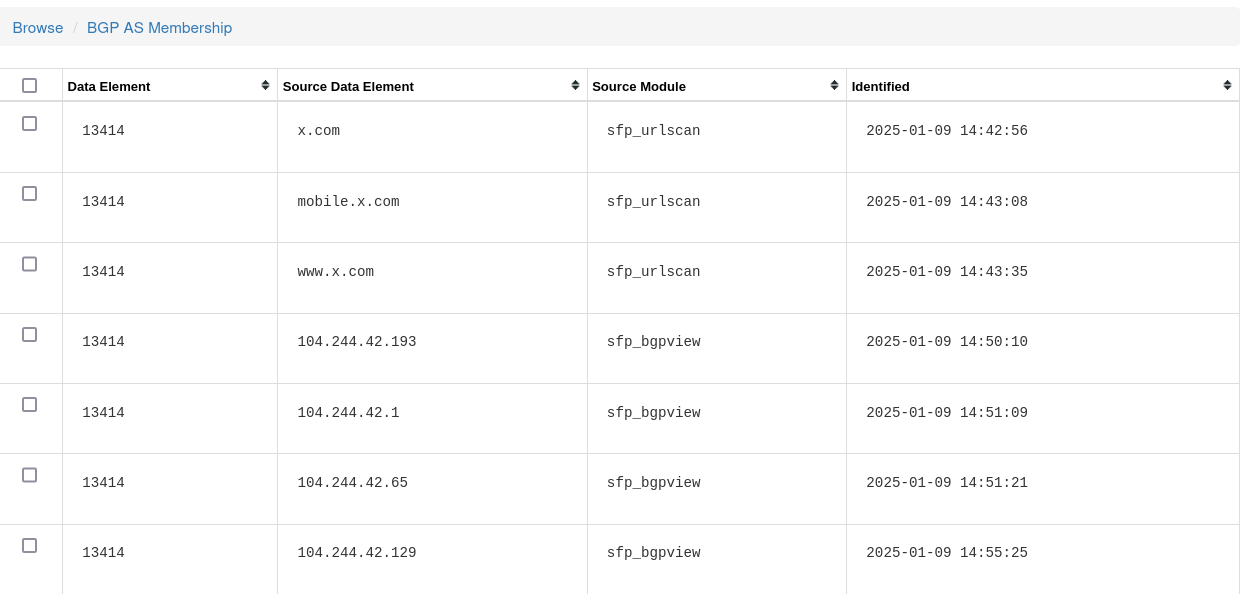 Browse / BGP AS Membership
Data Element Source Data Element Source Module Identified
13414 x.com sfp_urlscan 2025-01-09 14:42:56
13414 mobile.x.com sfp_urlscan 2025-01-09 14:43:08
13414 www.x.com sfp_urlscan 2025-01-09 14:43:35
13414 104.244.42.193 sfp_bgpview 2025-01-09 14:50:10
13414 104.244.42.1 sfp_bgpview 2025-01-09 14:51:09
13414 104.244.42.65 sfp_bgpview 2025-01-09 14:51:21
13414 104.244.42.129 sfp_bgpview 2025-01-09 14:55:25